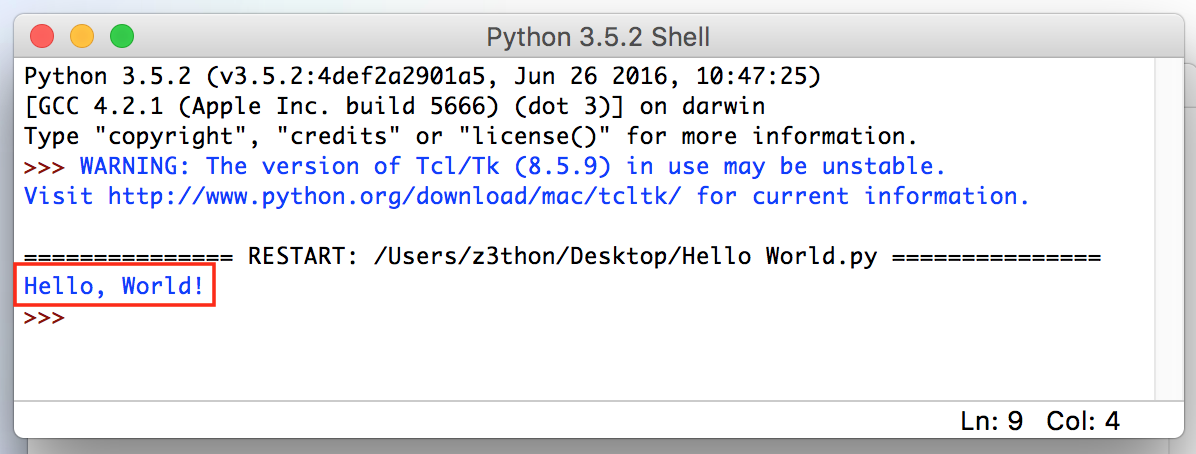 Python 3.5.2 Shell
Python 3.5.2 (v3.5.2:4def2a2901a5, Jun 26 2016, 10:47:25)
[GCC 4.2.1 (Apple Inc. build 5666) (dot 3)] on darwin
Type "copyright", "credits" or "license()" for more information.
>>> WARNING: The version of Tcl/Tk (8.5.9) in use may be unstable.
Visit http://www.python.org/download/mac/tcltk/ for current information.
=============== RESTART: /Users/z3thon/Desktop/Hello World.py ===============
Hello, World!
>>>
Ln: 9 Col: 4